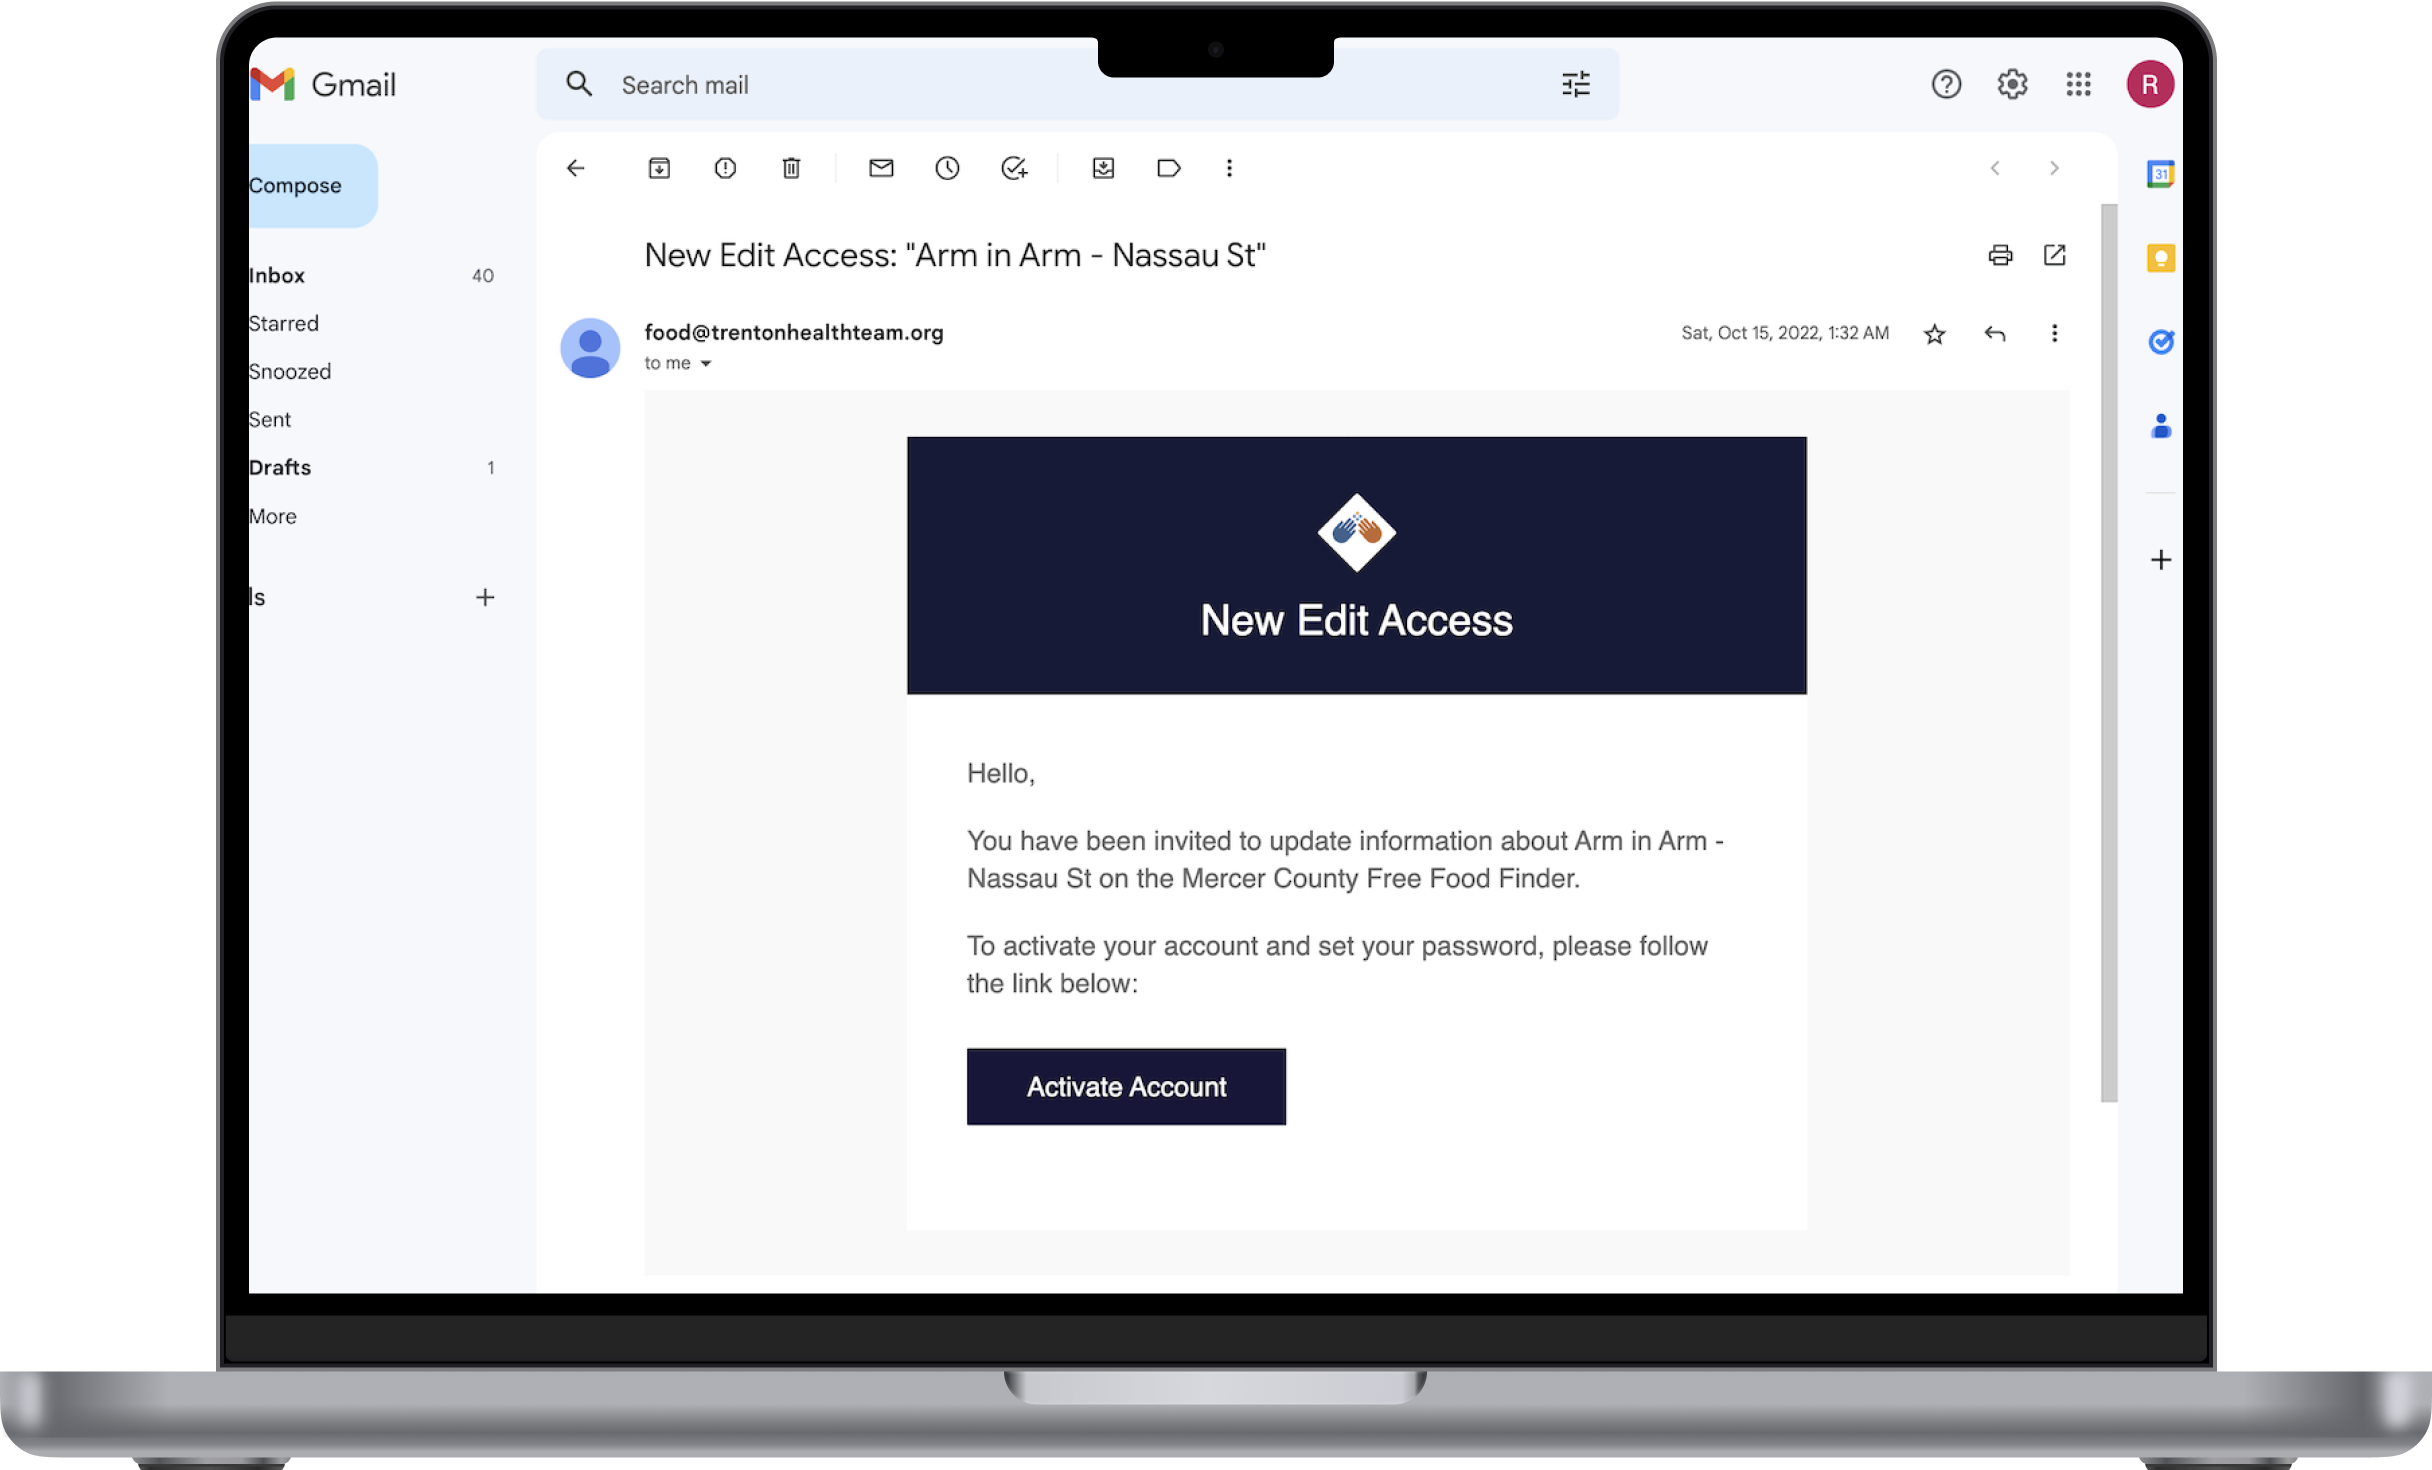 Gmail
Search mail
R
Compose
Inbox 40
Starred
Snoozed
Sent
Drafts 1
More
ls
31
New Edit Access: "Arm in Arm - Nassau St"
food@trentonhealthteam.org
Sat, Oct 15, 2022, 1:32 AM
to me
New Edit Access
Hello,
You have been invited to update information about Arm in Arm -
Nassau St on the Mercer County Free Food Finder.
To activate your account and set your password, please follow
the link below:
Activate Account